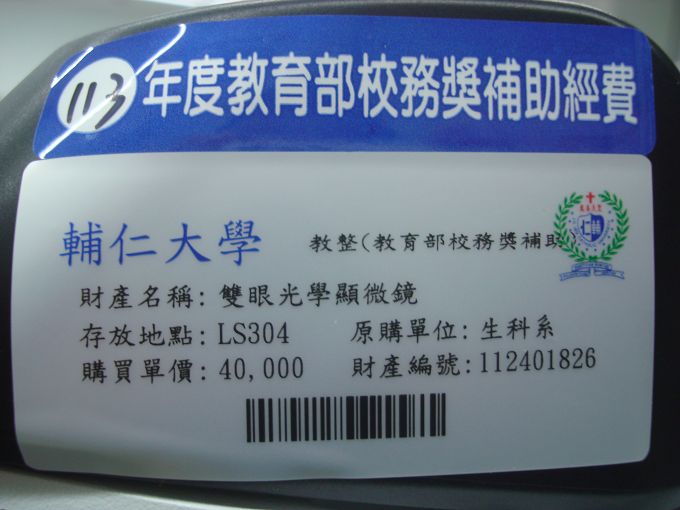 113 年度教育部校務獎補助經費
輔仁大學 教整(教育部校務獎補助
財產名稱: 雙眼光學顯微鏡
存放地點: LS304 原購單位: 生科系
購買單價: 40,000 財產編號: 112401826